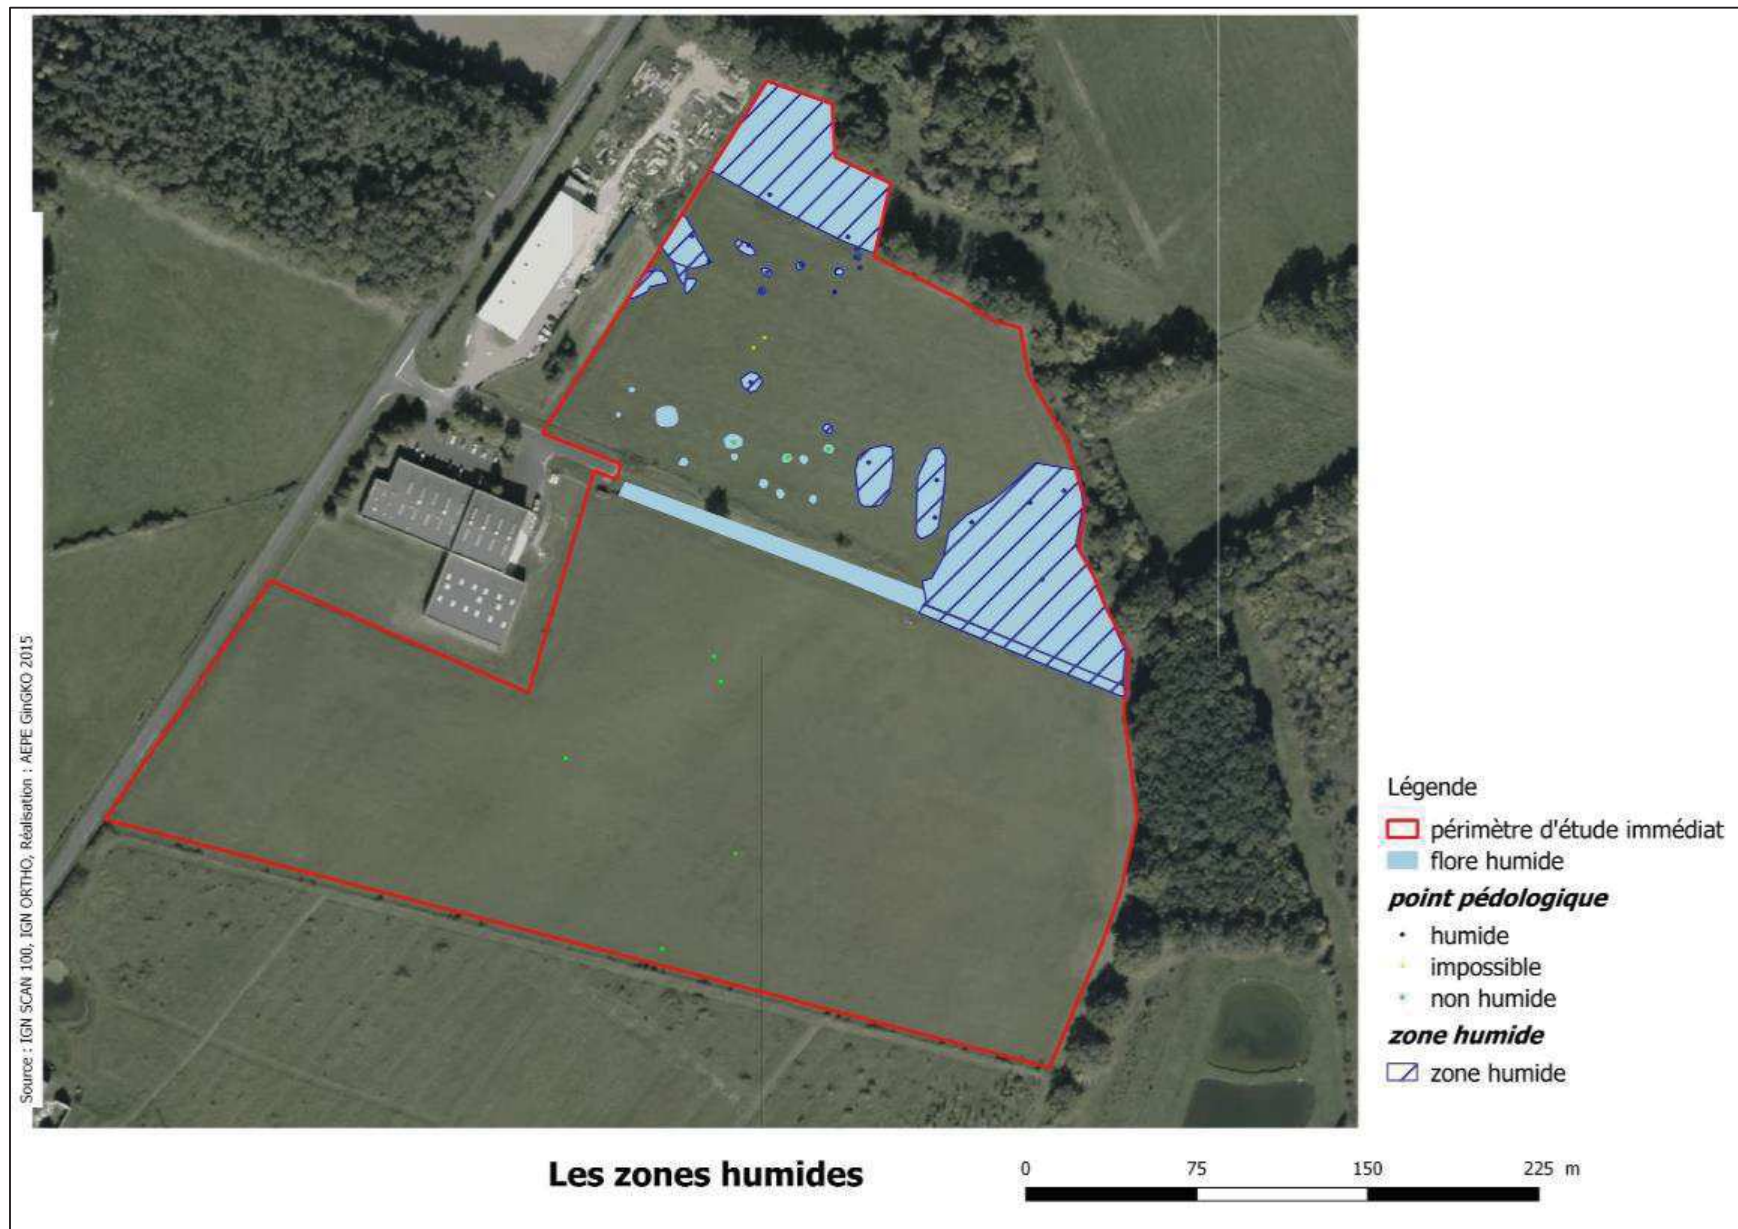 Source : IGN SCAN 100, IGN ORTHO, Réalisation : AEPE GinGKO 2015
Légende
périmètre d'étude immédiat
flore humide
point pédologique
humide
impossible
non humide
zone humide
zone humide
Les zones humides
0 75 150 225 m